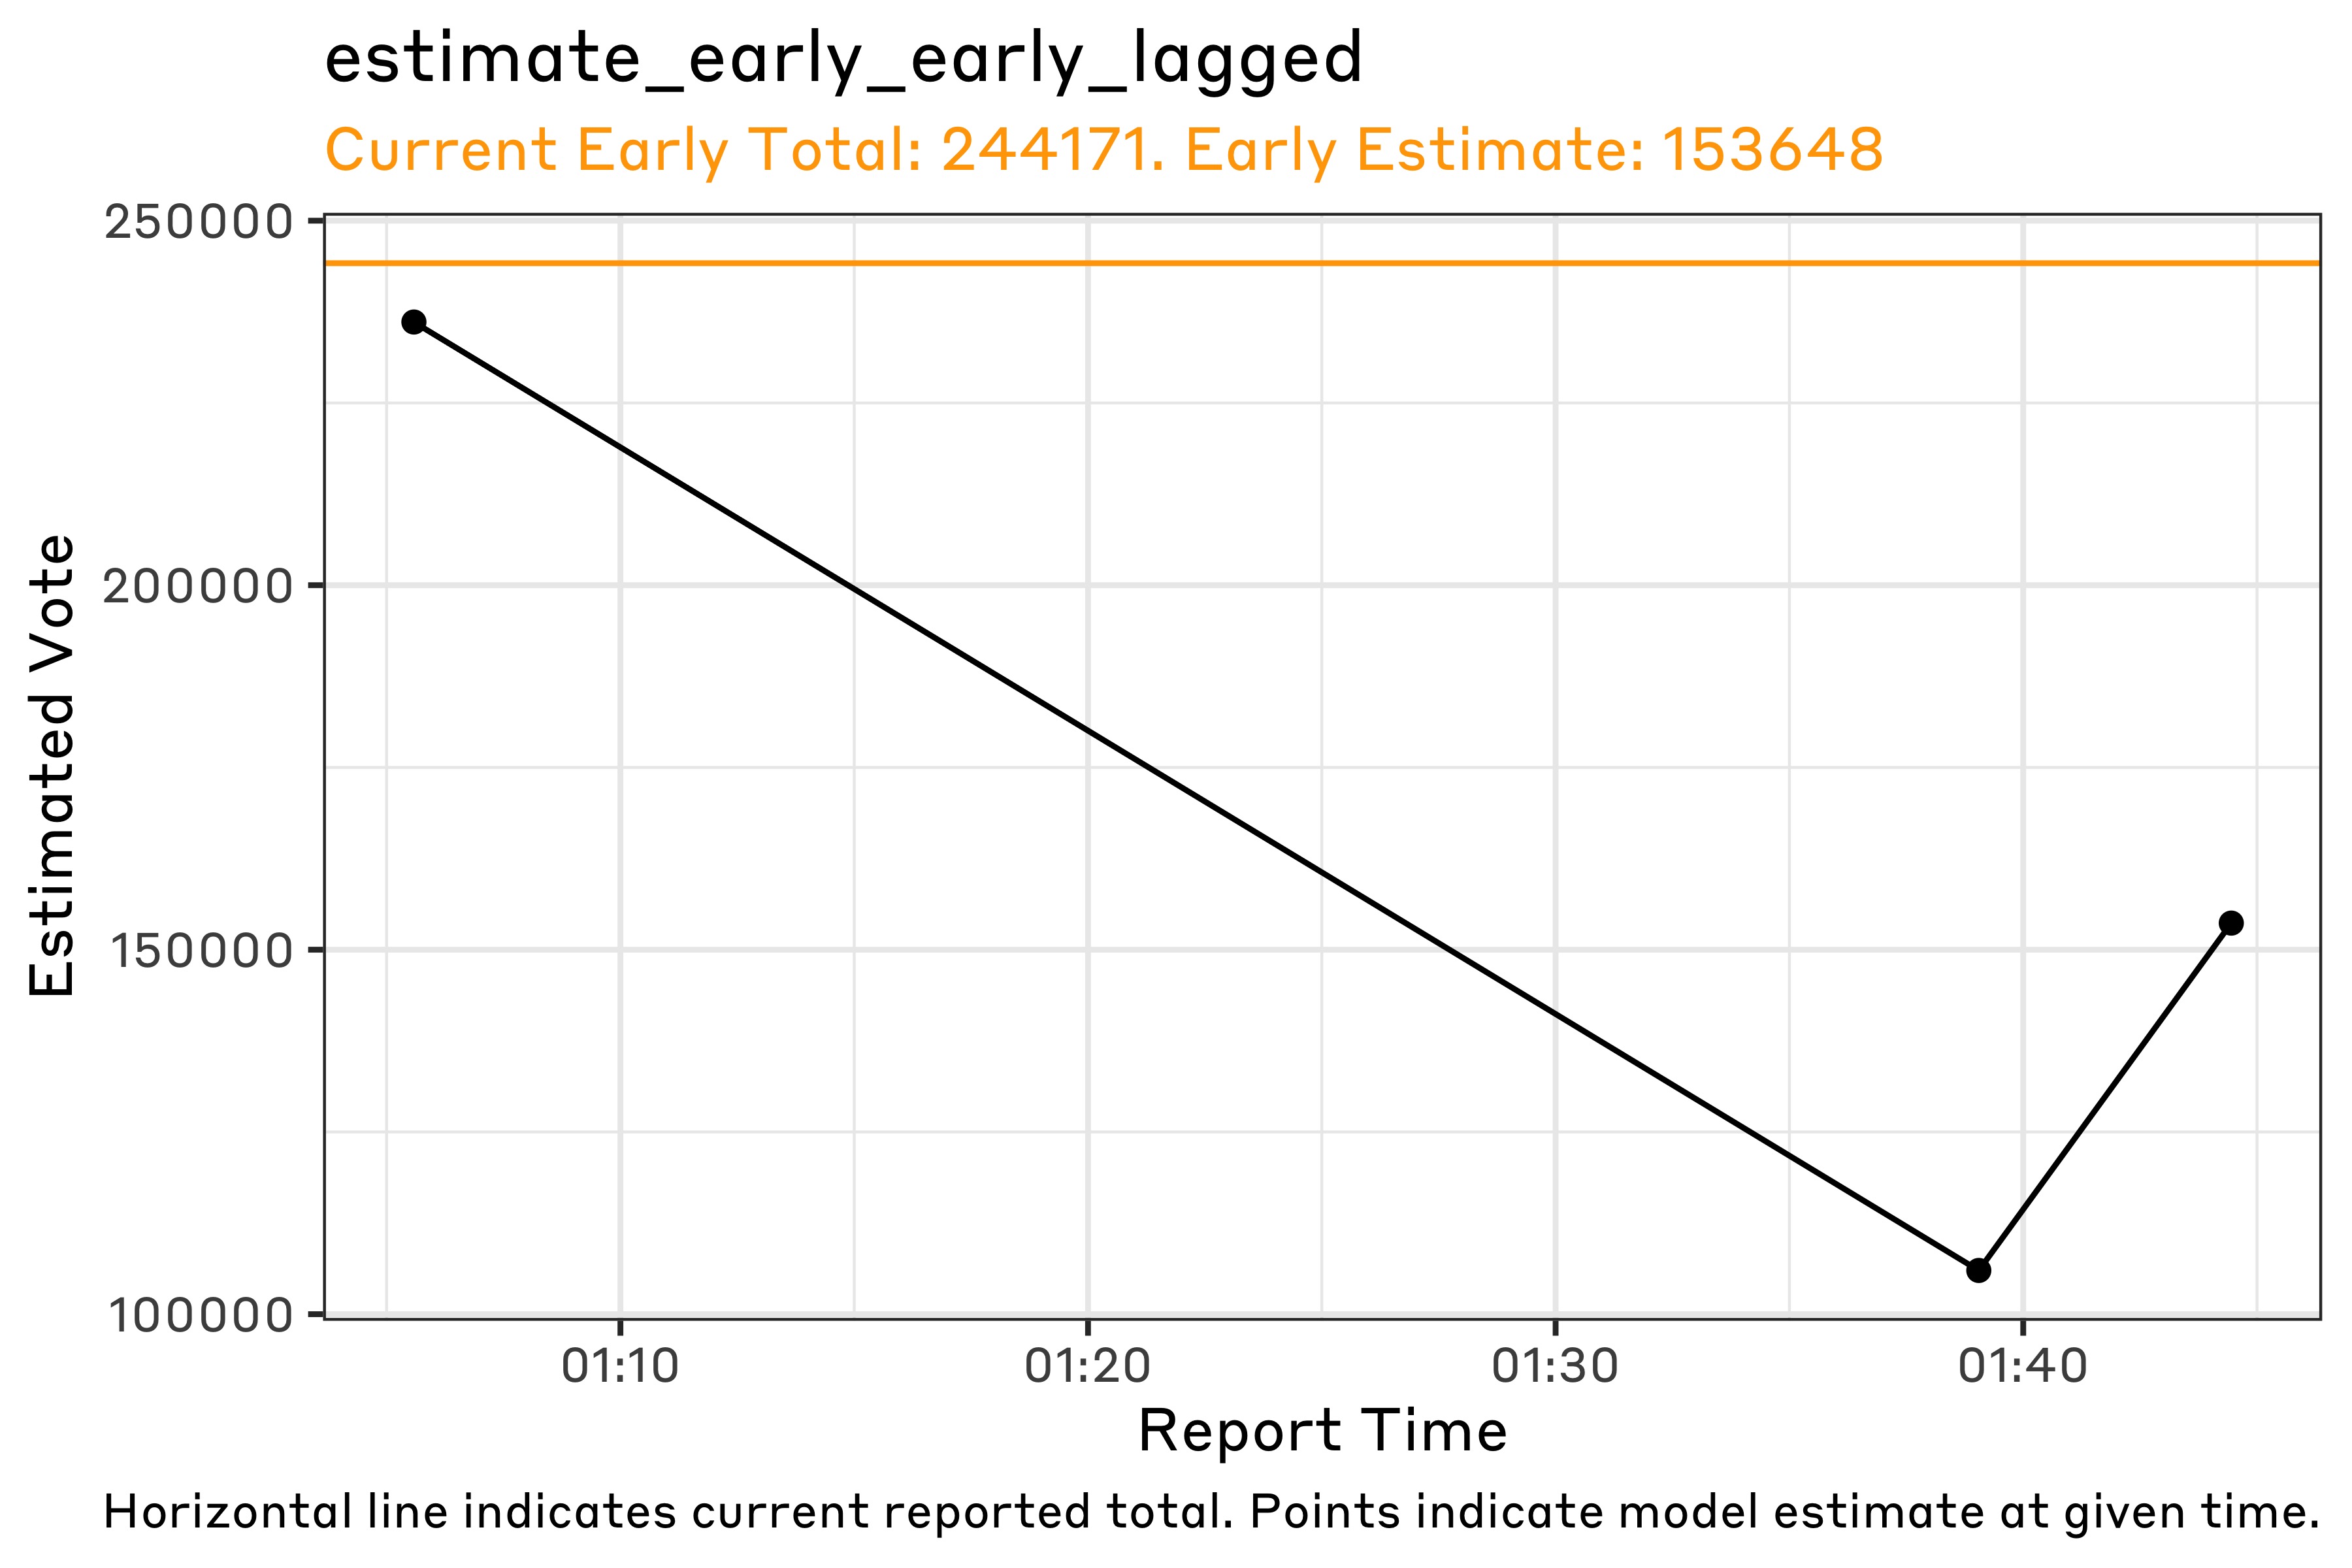 estimate_early_early_lagged
Current Early Total: 244171. Early Estimate: 153648
250000
200000
150000
100000
Estimated Vote
01:10
01:20
01:30
01:40
Report Time
Horizontal line indicates current reported total. Points indicate model estimate at given time.